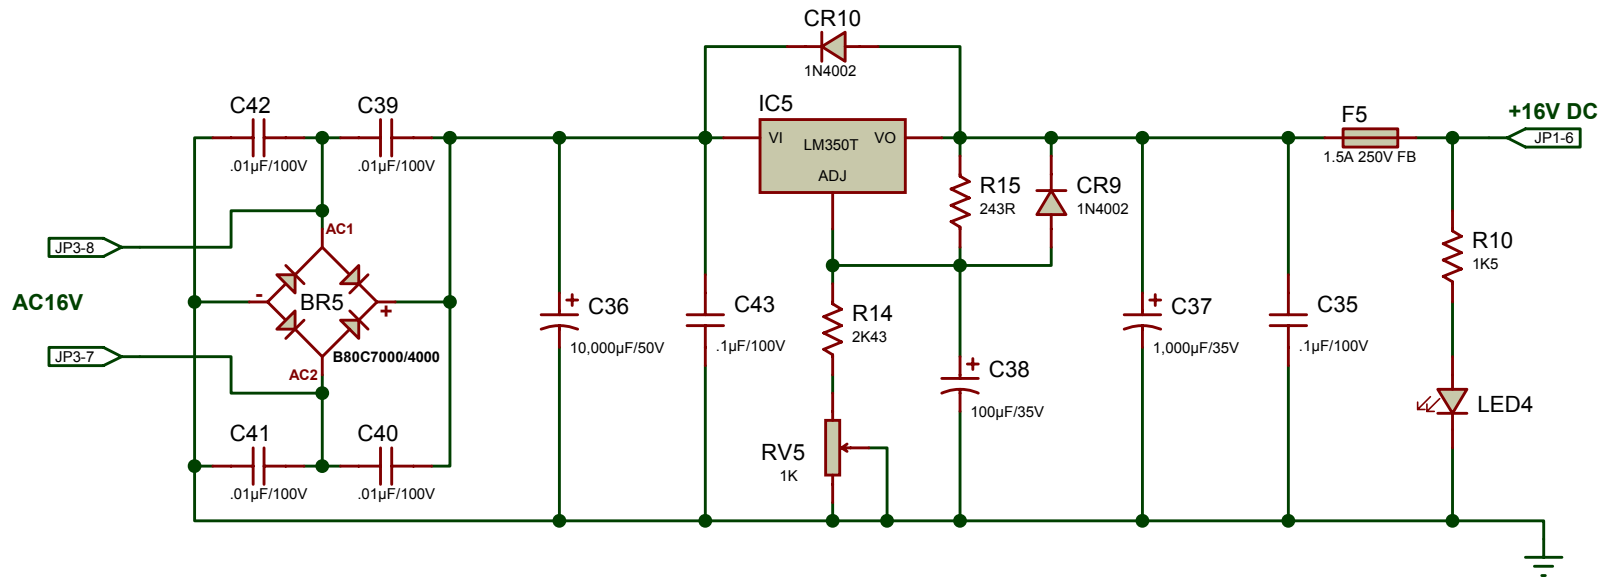 CR10
1N4002
C42
.01µF/100V
C39
.01µF/100V
IC5
VI
LM350T
VO
ADJ
F5
1.5A 250V FB
+16V DC
JP1-6
R15
243R
CR9
1N4002
JP3-8
AC1
AC16V
-
BR5
+
B80C7000/4000
JP3-7
AC2
+
C36
10,000µF/50V
C43
.1µF/100V
R14
2K43
+
C38
100µF/35V
+
C37
1,000µF/35V
C35
.1µF/100V
R10
1K5
LED4
C41
.01µF/100V
C40
.01µF/100V
RV5
1K